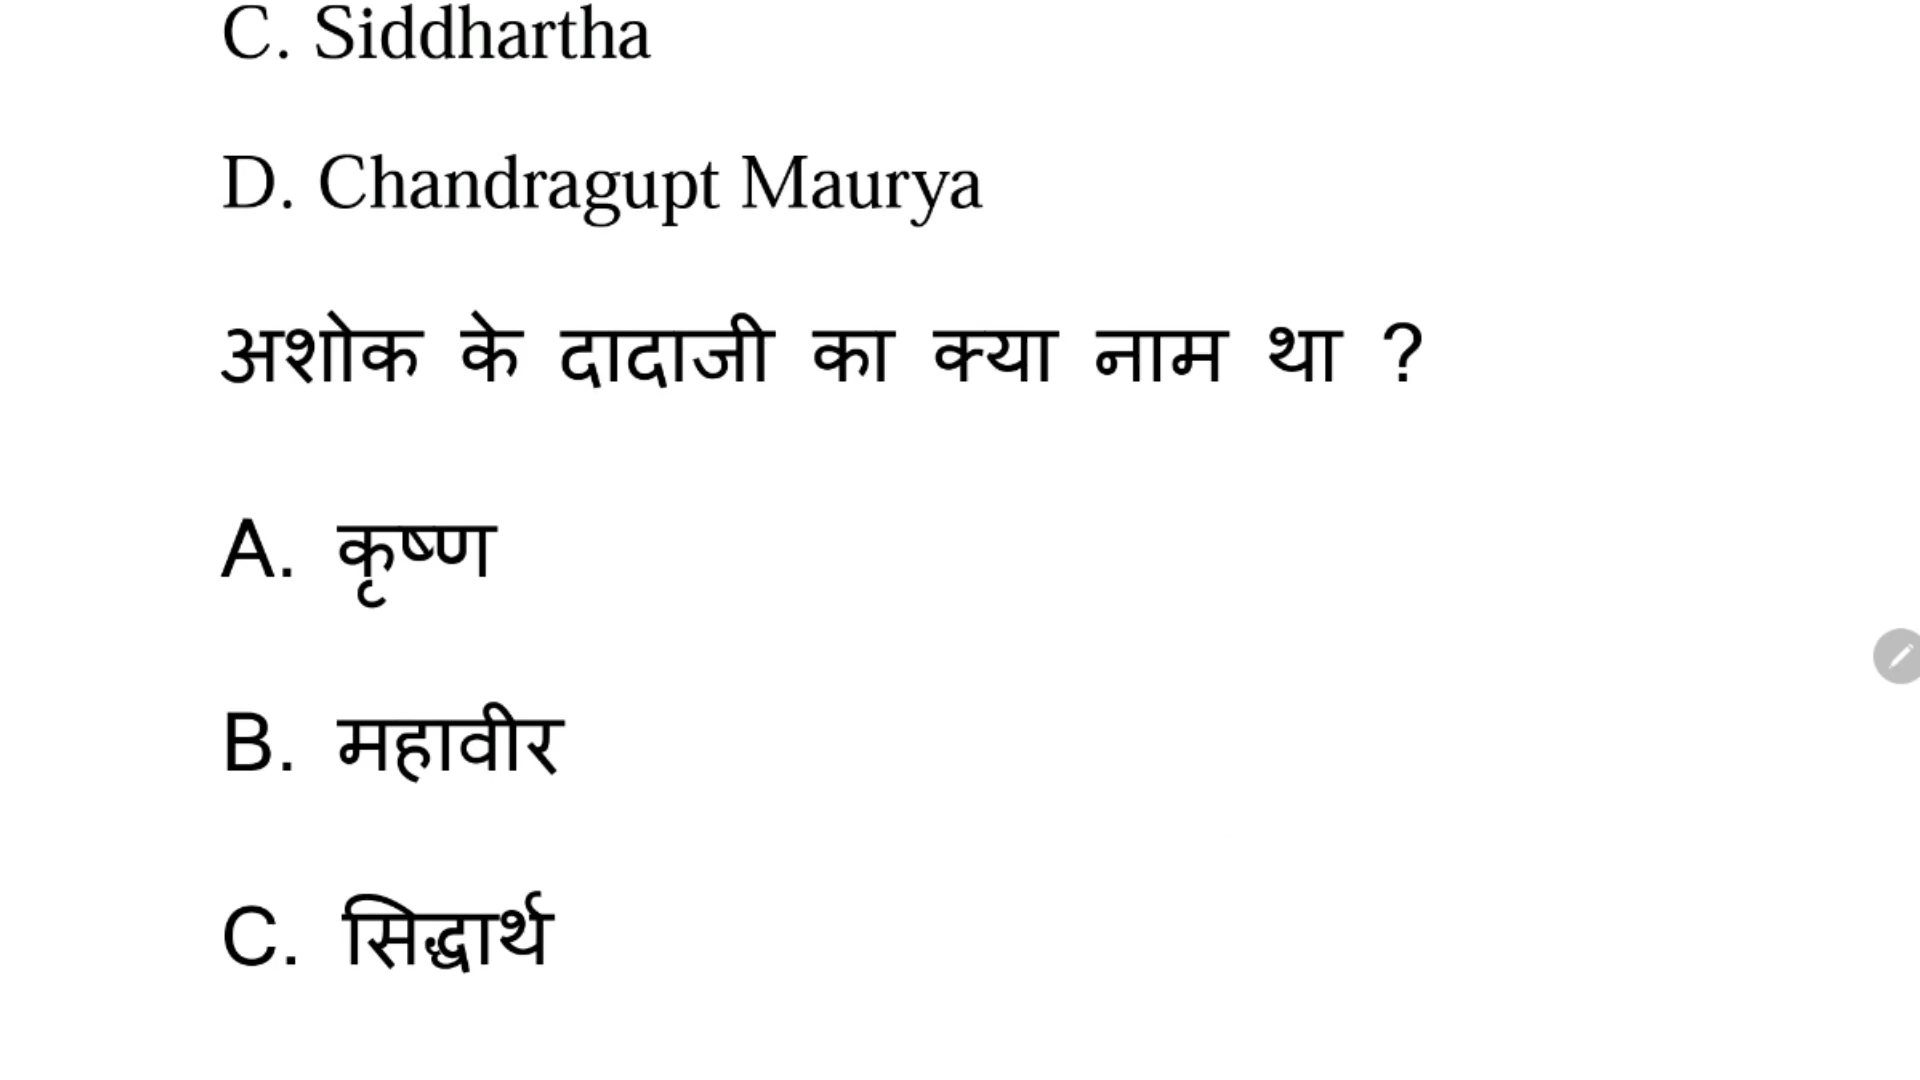 C. Siddhartha
D. Chandragupt Maurya
अशोक के दादाजी का क्या नाम था ?
A. कृष्ण
B. महावीर
C. सिद्धार्थ